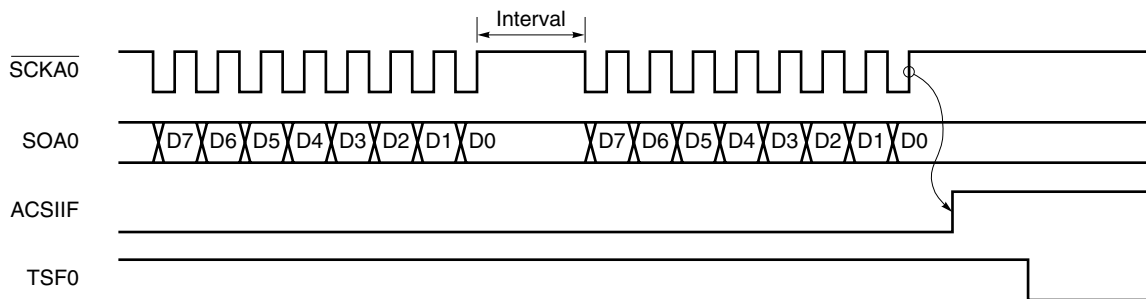 Interval
SCKA0
SOA0 D7 D6 D5 D4 D3 D2 D1 D0 D7 D6 D5 D4 D3 D2 D1 D0
ACSIIF
TSF0